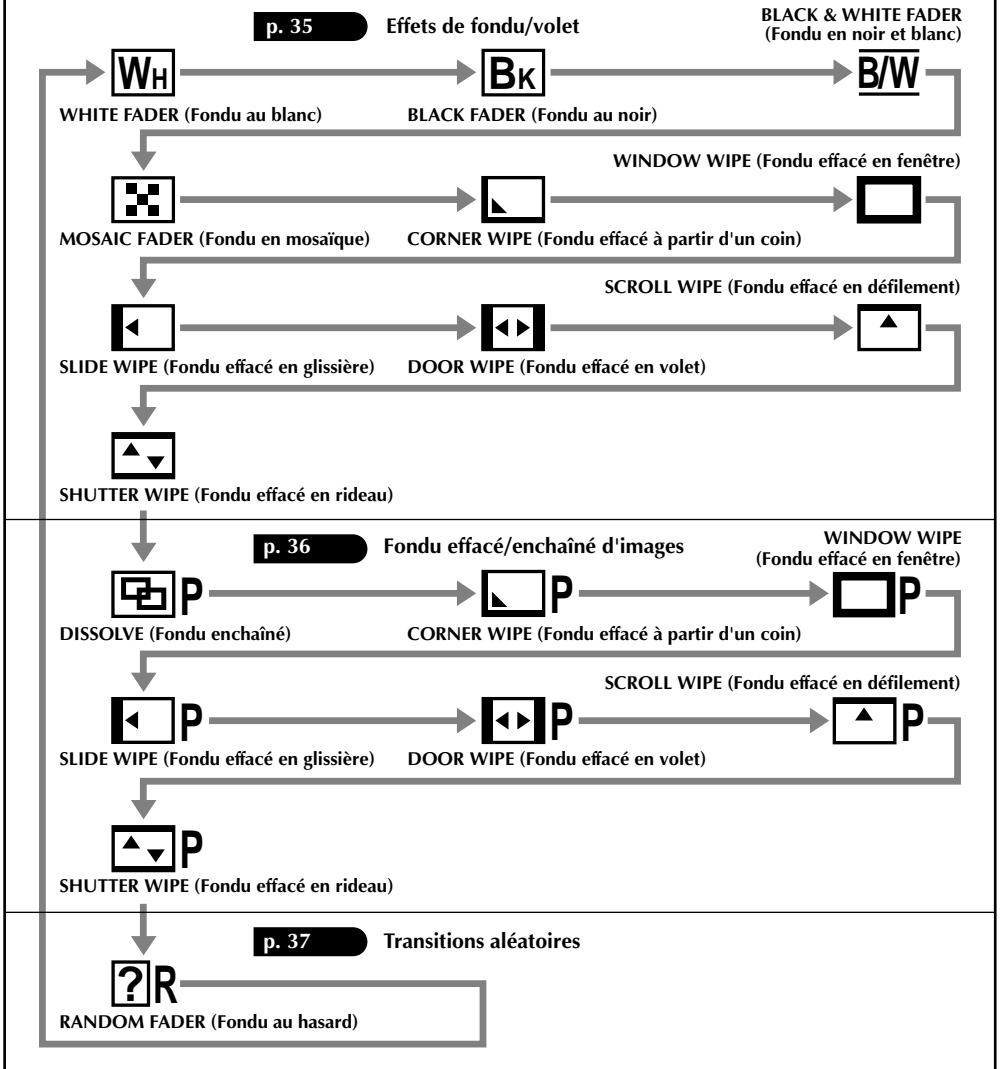 p. 35 Effets de fondu/volet
BLACK & WHITE FADER
(Fondu en noir et blanc)
WH
BK
B/W
WHITE FADER (Fondu au blanc)
BLACK FADER (Fondu au noir)
WINDOW WIPE (Fondu effacé en fenêtre)
MOSAIC FADER (Fondu en mosaïque)
CORNER WIPE (Fondu effacé à partir d'un coin)
SCROLL WIPE (Fondu effacé en défilement)
SLIDE WIPE (Fondu effacé en glissière)
DOOR WIPE (Fondu effacé en volet)
SHUTTER WIPE (Fondu effacé en rideau)
p. 36 Fondu effacé/enchaîné d'images
WINDOW WIPE
(Fondu effacé en fenêtre)
P
P
P
DISSOLVE (Fondu enchaîné)
CORNER WIPE (Fondu effacé à partir d'un coin)
SCROLL WIPE (Fondu effacé en défilement)
P
P
P
SLIDE WIPE (Fondu effacé en glissière)
DOOR WIPE (Fondu effacé en volet)
P
SHUTTER WIPE (Fondu effacé en rideau)
p. 37 Transitions aléatoires
?R
RANDOM FADER (Fondu au hasard)